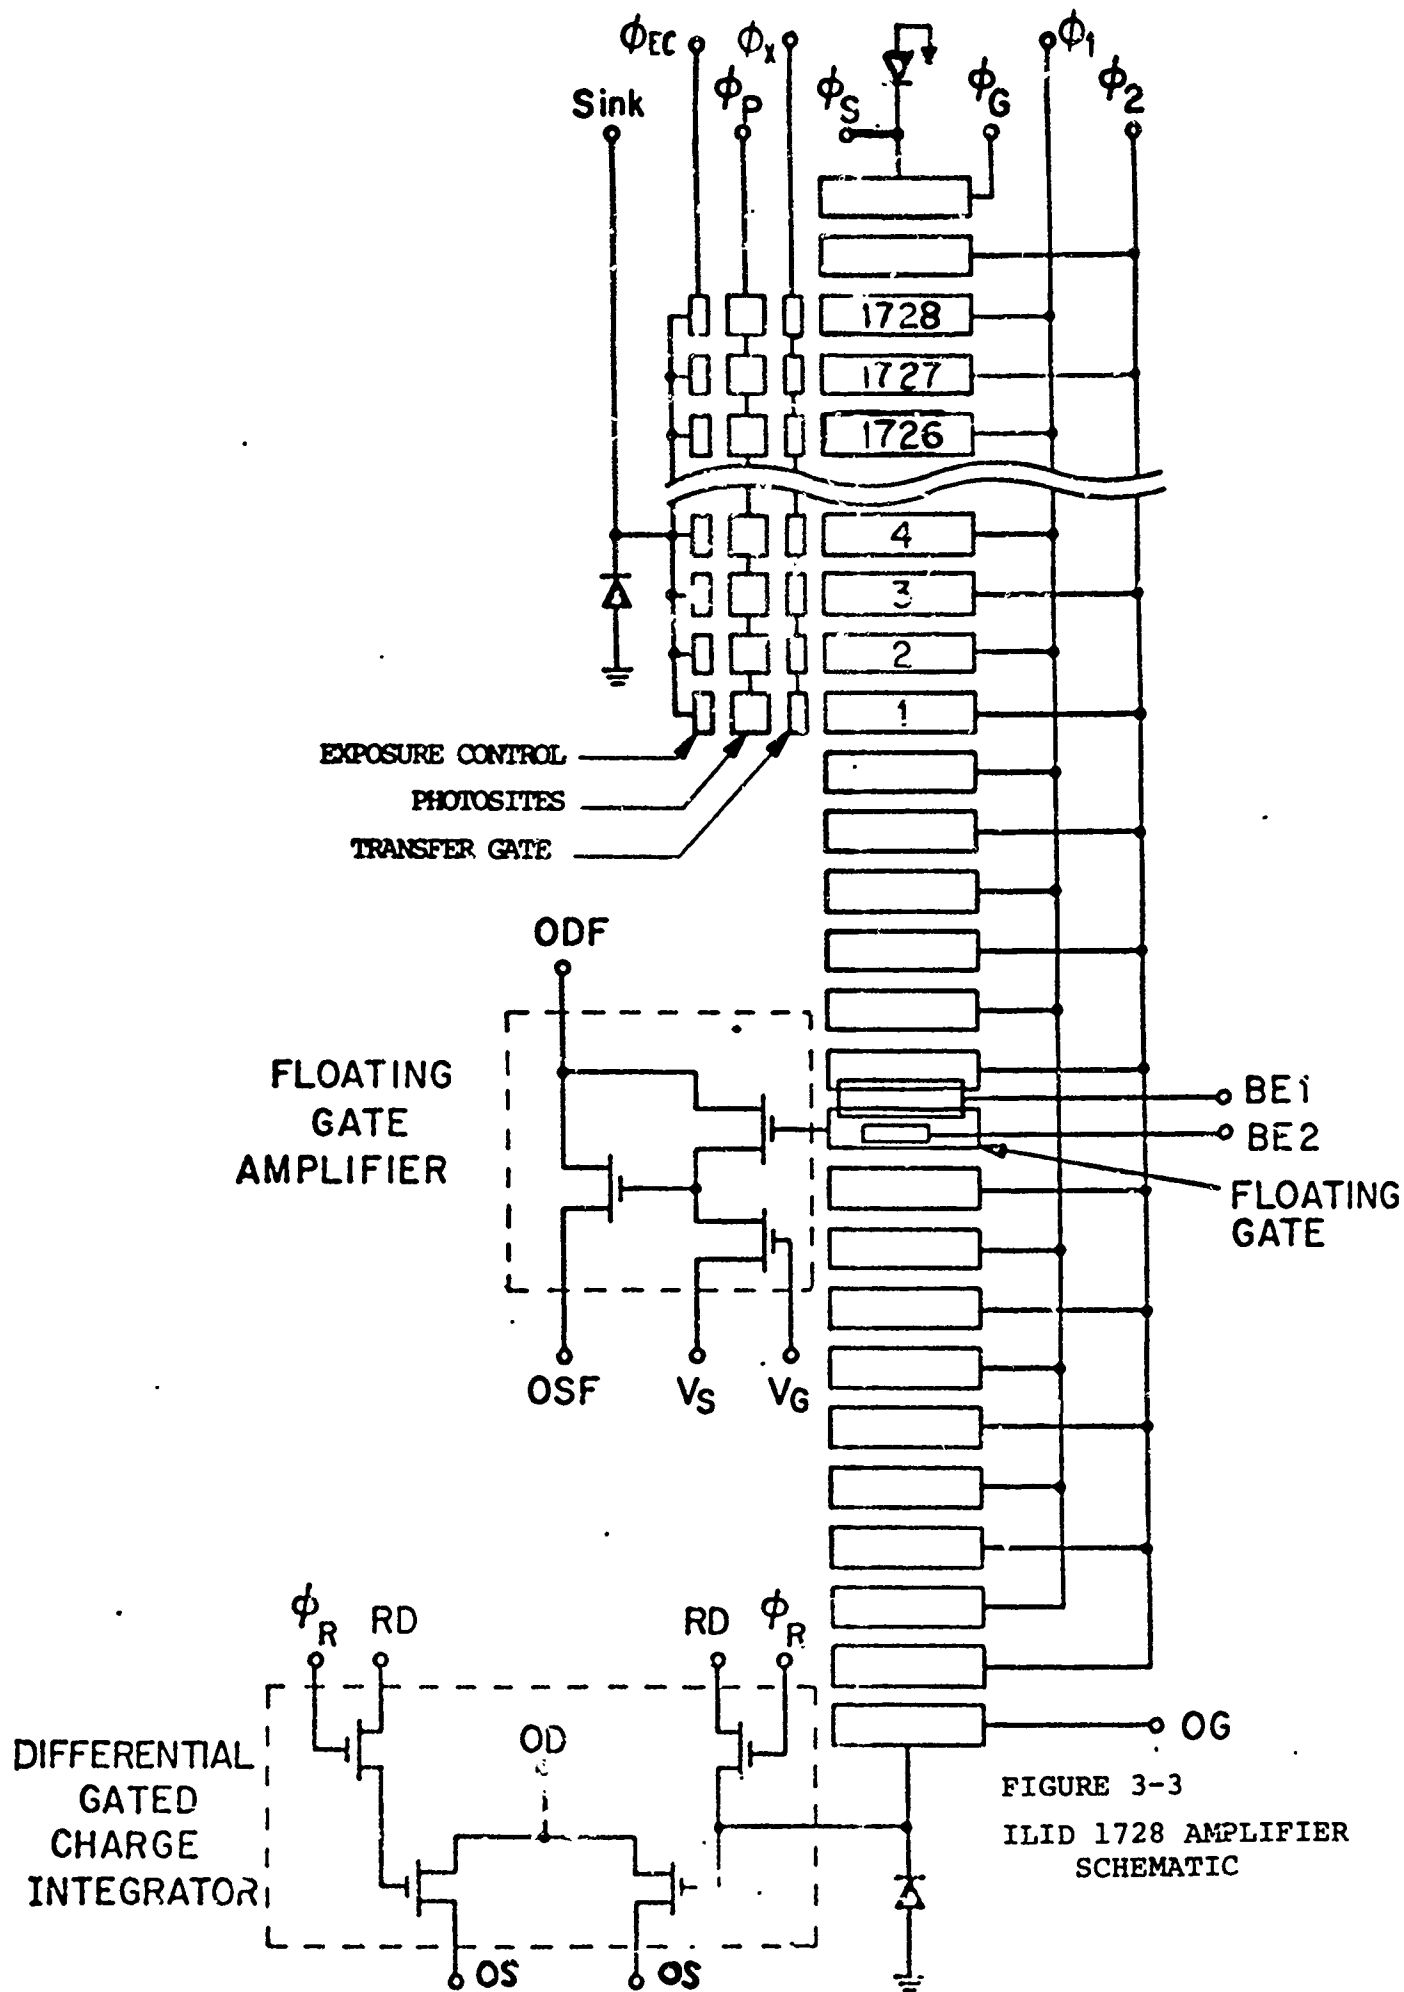 ϕEC
ϕX
ϕ1
Sink
ϕP
ϕS
ϕG
ϕ2
1728
1727
1726
4
3
2
1
EXPOSURE CONTROL
PHOTOSITES
TRANSFER GATE
ODF
FLOATING
GATE
AMPLIFIER
BE1
BE2
FLOATING
GATE
OSF
VS
VG
ϕR
RD
RD
ϕR
DIFFERENTIAL
GATED
CHARGE
INTEGRATOR
OD
OG
OS
OS
FIGURE 3-3
ILID 1728 AMPLIFIER
SCHEMATIC